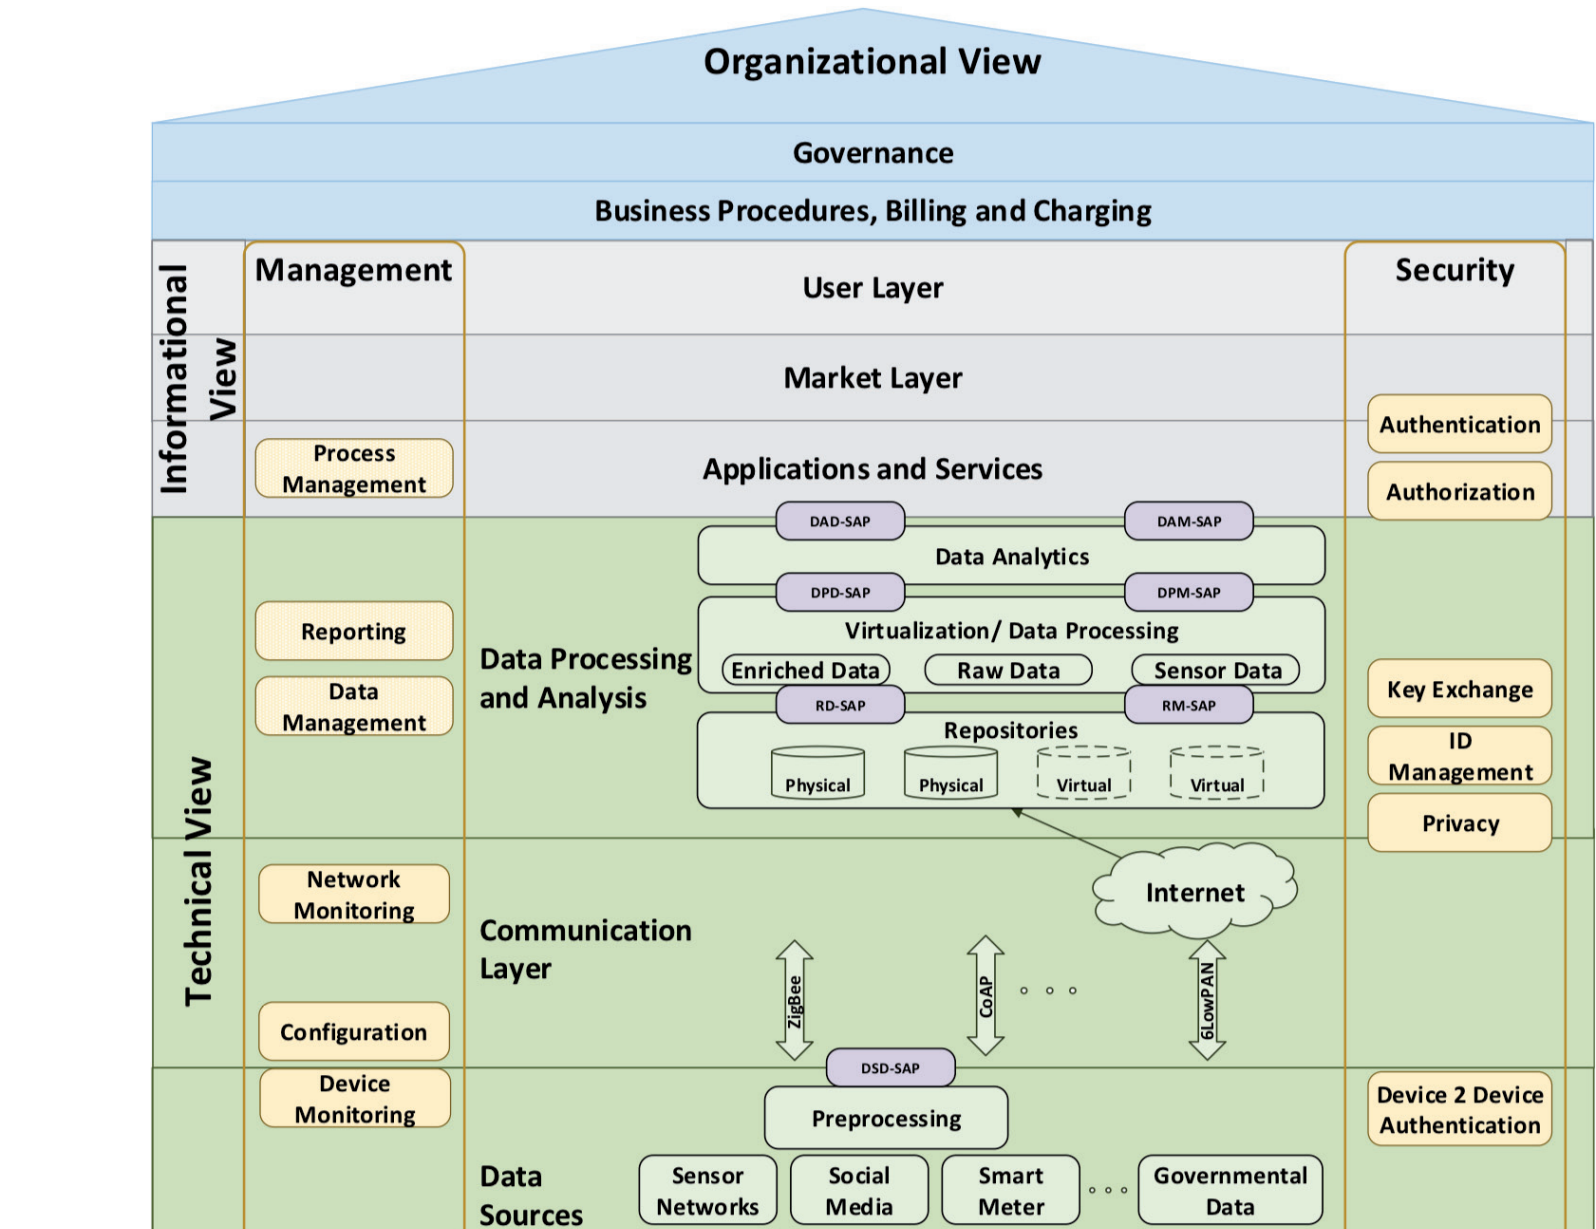 Organizational View
Governance
Business Procedures, Billing and Charging
Informational
View
Management
User Layer
Security
Market Layer
Authentication
Process
Management
Applications and Services
Authorization
DAD-SAP
DAM-SAP
Data Analytics
DPD-SAP
DPM-SAP
Technical View
Reporting
Data
Management
Data Processing
and Analysis
Virtualization/ Data Processing
Enriched Data
Raw Data
Sensor Data
RD-SAP
RM-SAP
Repositories
Physical
Physical
Virtual
Virtual
Key Exchange
ID
Management
Privacy
Network
Monitoring
Communication
Layer
Internet
ZigBee
CoAP
6LowPAN
Configuration
DSD-SAP
Device
Monitoring
Preprocessing
Device 2 Device
Authentication
Data
Sources
Sensor
Networks
Social
Media
Smart
Meter
Governmental
Data